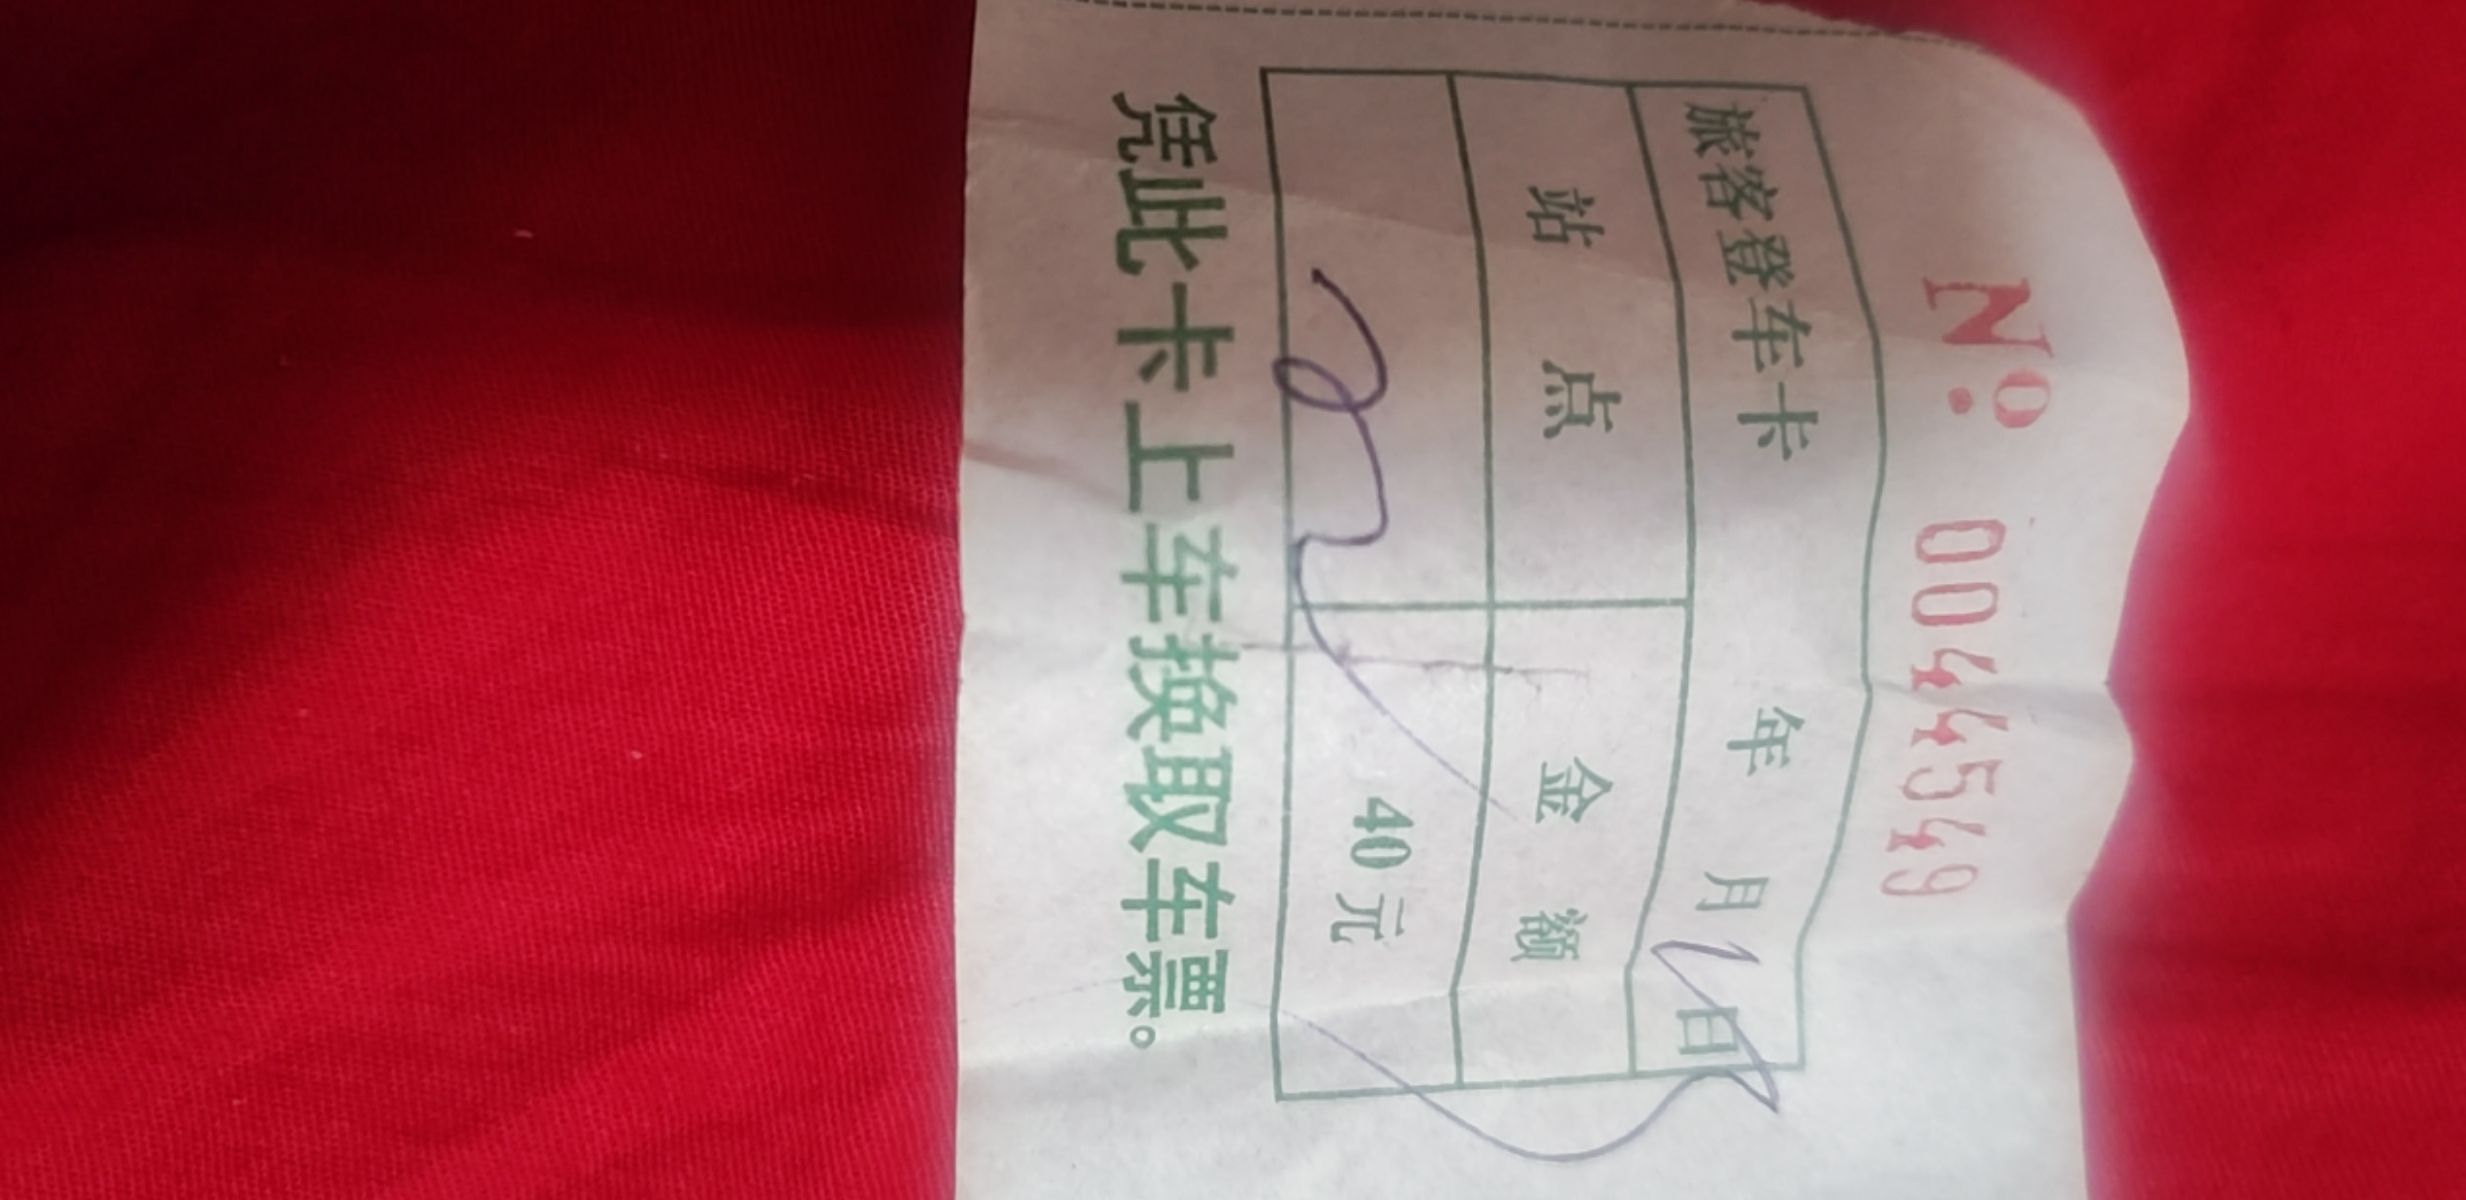 No 0044549
旅客登车卡 年 月 日
站点 金额
40元
凭此卡上车换取车票。